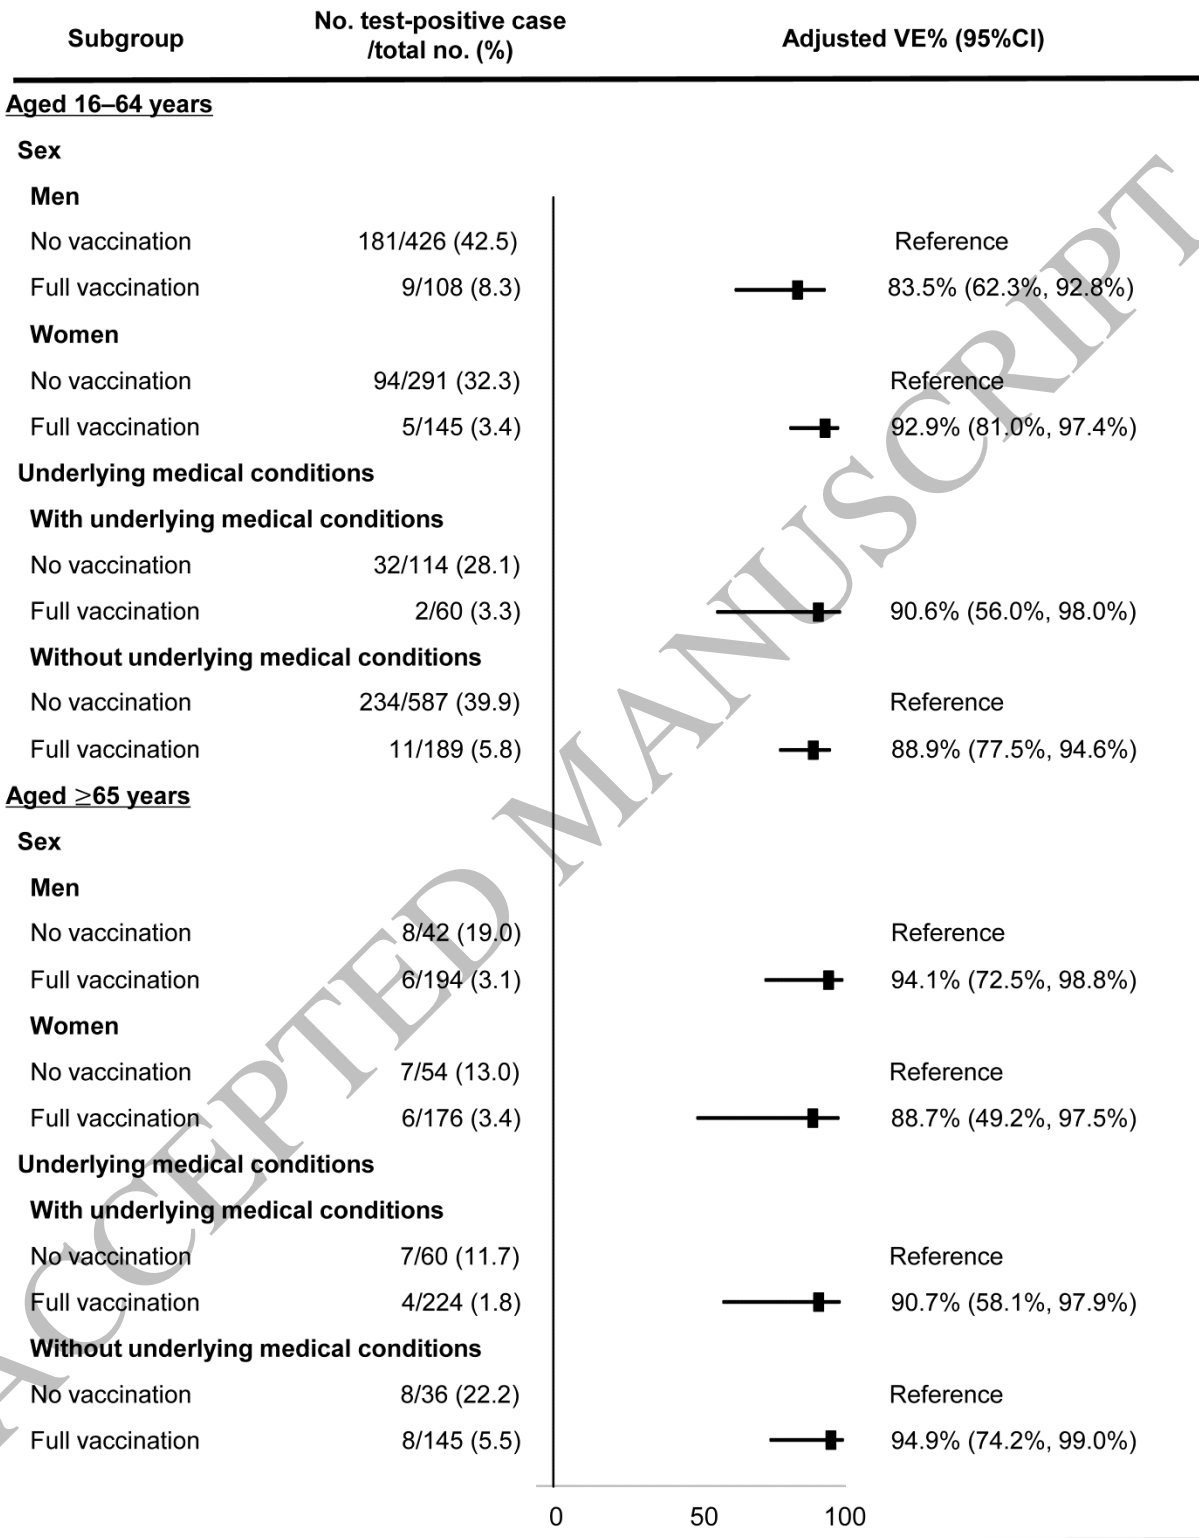 Subgroup No. test-positive case /total no. (%) Adjusted VE% (95%CI)
Aged 16–64 years
Sex
Men
No vaccination 181/426 (42.5) Reference
Full vaccination 9/108 (8.3) 83.5% (62.3%, 92.8%)
Women
No vaccination 94/291 (32.3) Reference
Full vaccination 5/145 (3.4) 92.9% (81.0%, 97.4%)
Underlying medical conditions
With underlying medical conditions
No vaccination 32/114 (28.1)
Full vaccination 2/60 (3.3) 90.6% (56.0%, 98.0%)
Without underlying medical conditions
No vaccination 234/587 (39.9) Reference
Full vaccination 11/189 (5.8) 88.9% (77.5%, 94.6%)
Aged ≥65 years
Sex
Men
No vaccination 8/42 (19.0) Reference
Full vaccination 6/194 (3.1) 94.1% (72.5%, 98.8%)
Women
No vaccination 7/54 (13.0) Reference
Full vaccination 6/176 (3.4) 88.7% (49.2%, 97.5%)
Underlying medical conditions
With underlying medical conditions
No vaccination 7/60 (11.7) Reference
Full vaccination 4/224 (1.8) 90.7% (58.1%, 97.9%)
Without underlying medical conditions
No vaccination 8/36 (22.2) Reference
Full vaccination 8/145 (5.5) 94.9% (74.2%, 99.0%)
0 50 100
ACCEPTED MANUSCRIPT